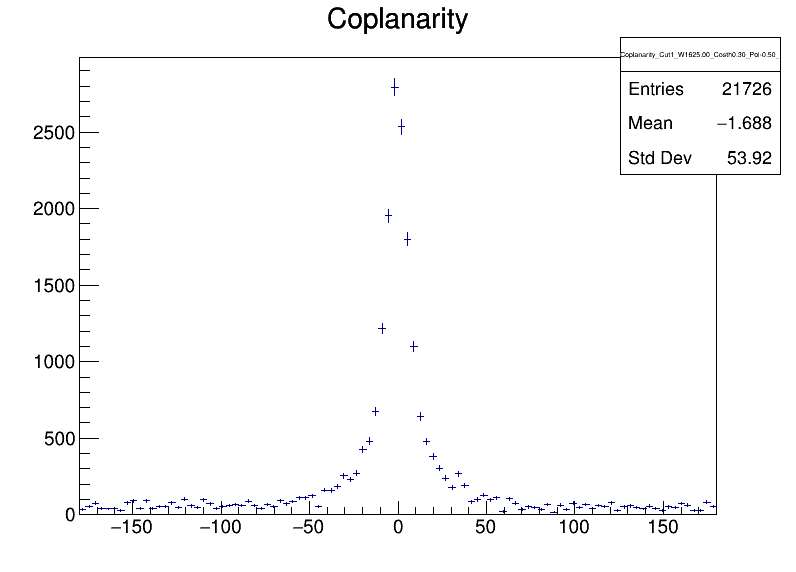 Coplanarity
Coplanarity_Cut1_W1625.00_Costh0.30_Pol-0.50_
Entries 21726
Mean −1.688
Std Dev 53.92
2500
2000
1500
1000
500
0
−150 −100 −50 0 50 100 150